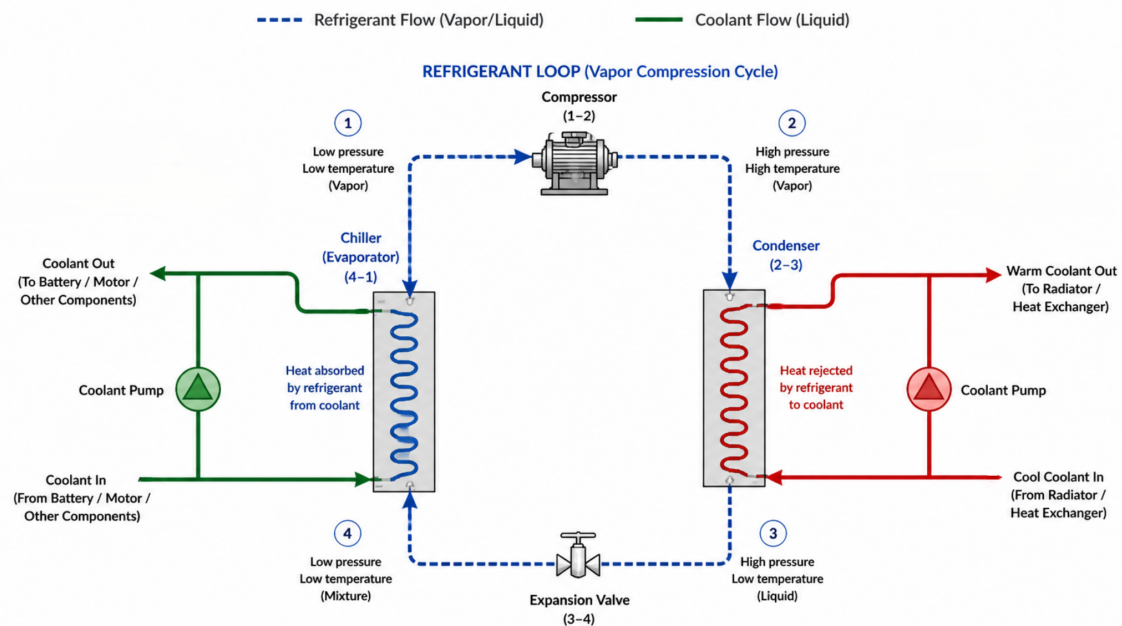 Refrigerant Flow (Vapor/Liquid)
Coolant Flow (Liquid)
REFRIGERANT LOOP (Vapor Compression Cycle)
Compressor
(1–2)
1
Low pressure
Low temperature
(Vapor)
2
High pressure
High temperature
(Vapor)
Chiller
(Evaporator)
(4–1)
Condenser
(2–3)
Coolant Out
(To Battery / Motor /
Other Components)
Warm Coolant Out
(To Radiator /
Heat Exchanger)
Coolant Pump
Heat absorbed
by refrigerant
from coolant
Heat rejected
by refrigerant
to coolant
Coolant Pump
Coolant In
(From Battery / Motor /
Other Components)
Cool Coolant In
(From Radiator /
Heat Exchanger)
4
Low pressure
Low temperature
(Mixture)
3
High pressure
Low temperature
(Liquid)
Expansion Valve
(3–4)